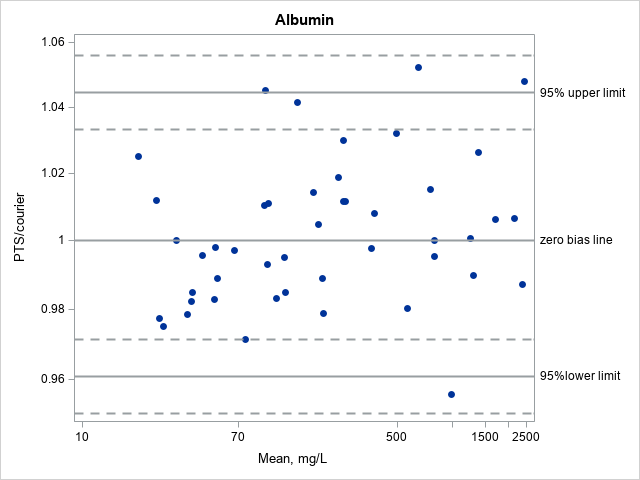 Albumin
1.06
1.04
1.02
1
0.98
0.96
PTS/courier
95% upper limit
zero bias line
95%lower limit
10
70
500
1500
2500
Mean, mg/L